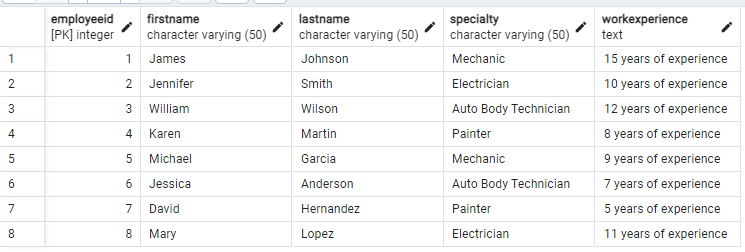 employeeid firstname lastname specialty workexperience
[PK] integer character varying (50) character varying (50) character varying (50) text
1 1 James Johnson Mechanic 15 years of experience
2 2 Jennifer Smith Electrician 10 years of experience
3 3 William Wilson Auto Body Technician 12 years of experience
4 4 Karen Martin Painter 8 years of experience
5 5 Michael Garcia Mechanic 9 years of experience
6 6 Jessica Anderson Auto Body Technician 7 years of experience
7 7 David Hernandez Painter 5 years of experience
8 8 Mary Lopez Electrician 11 years of experience